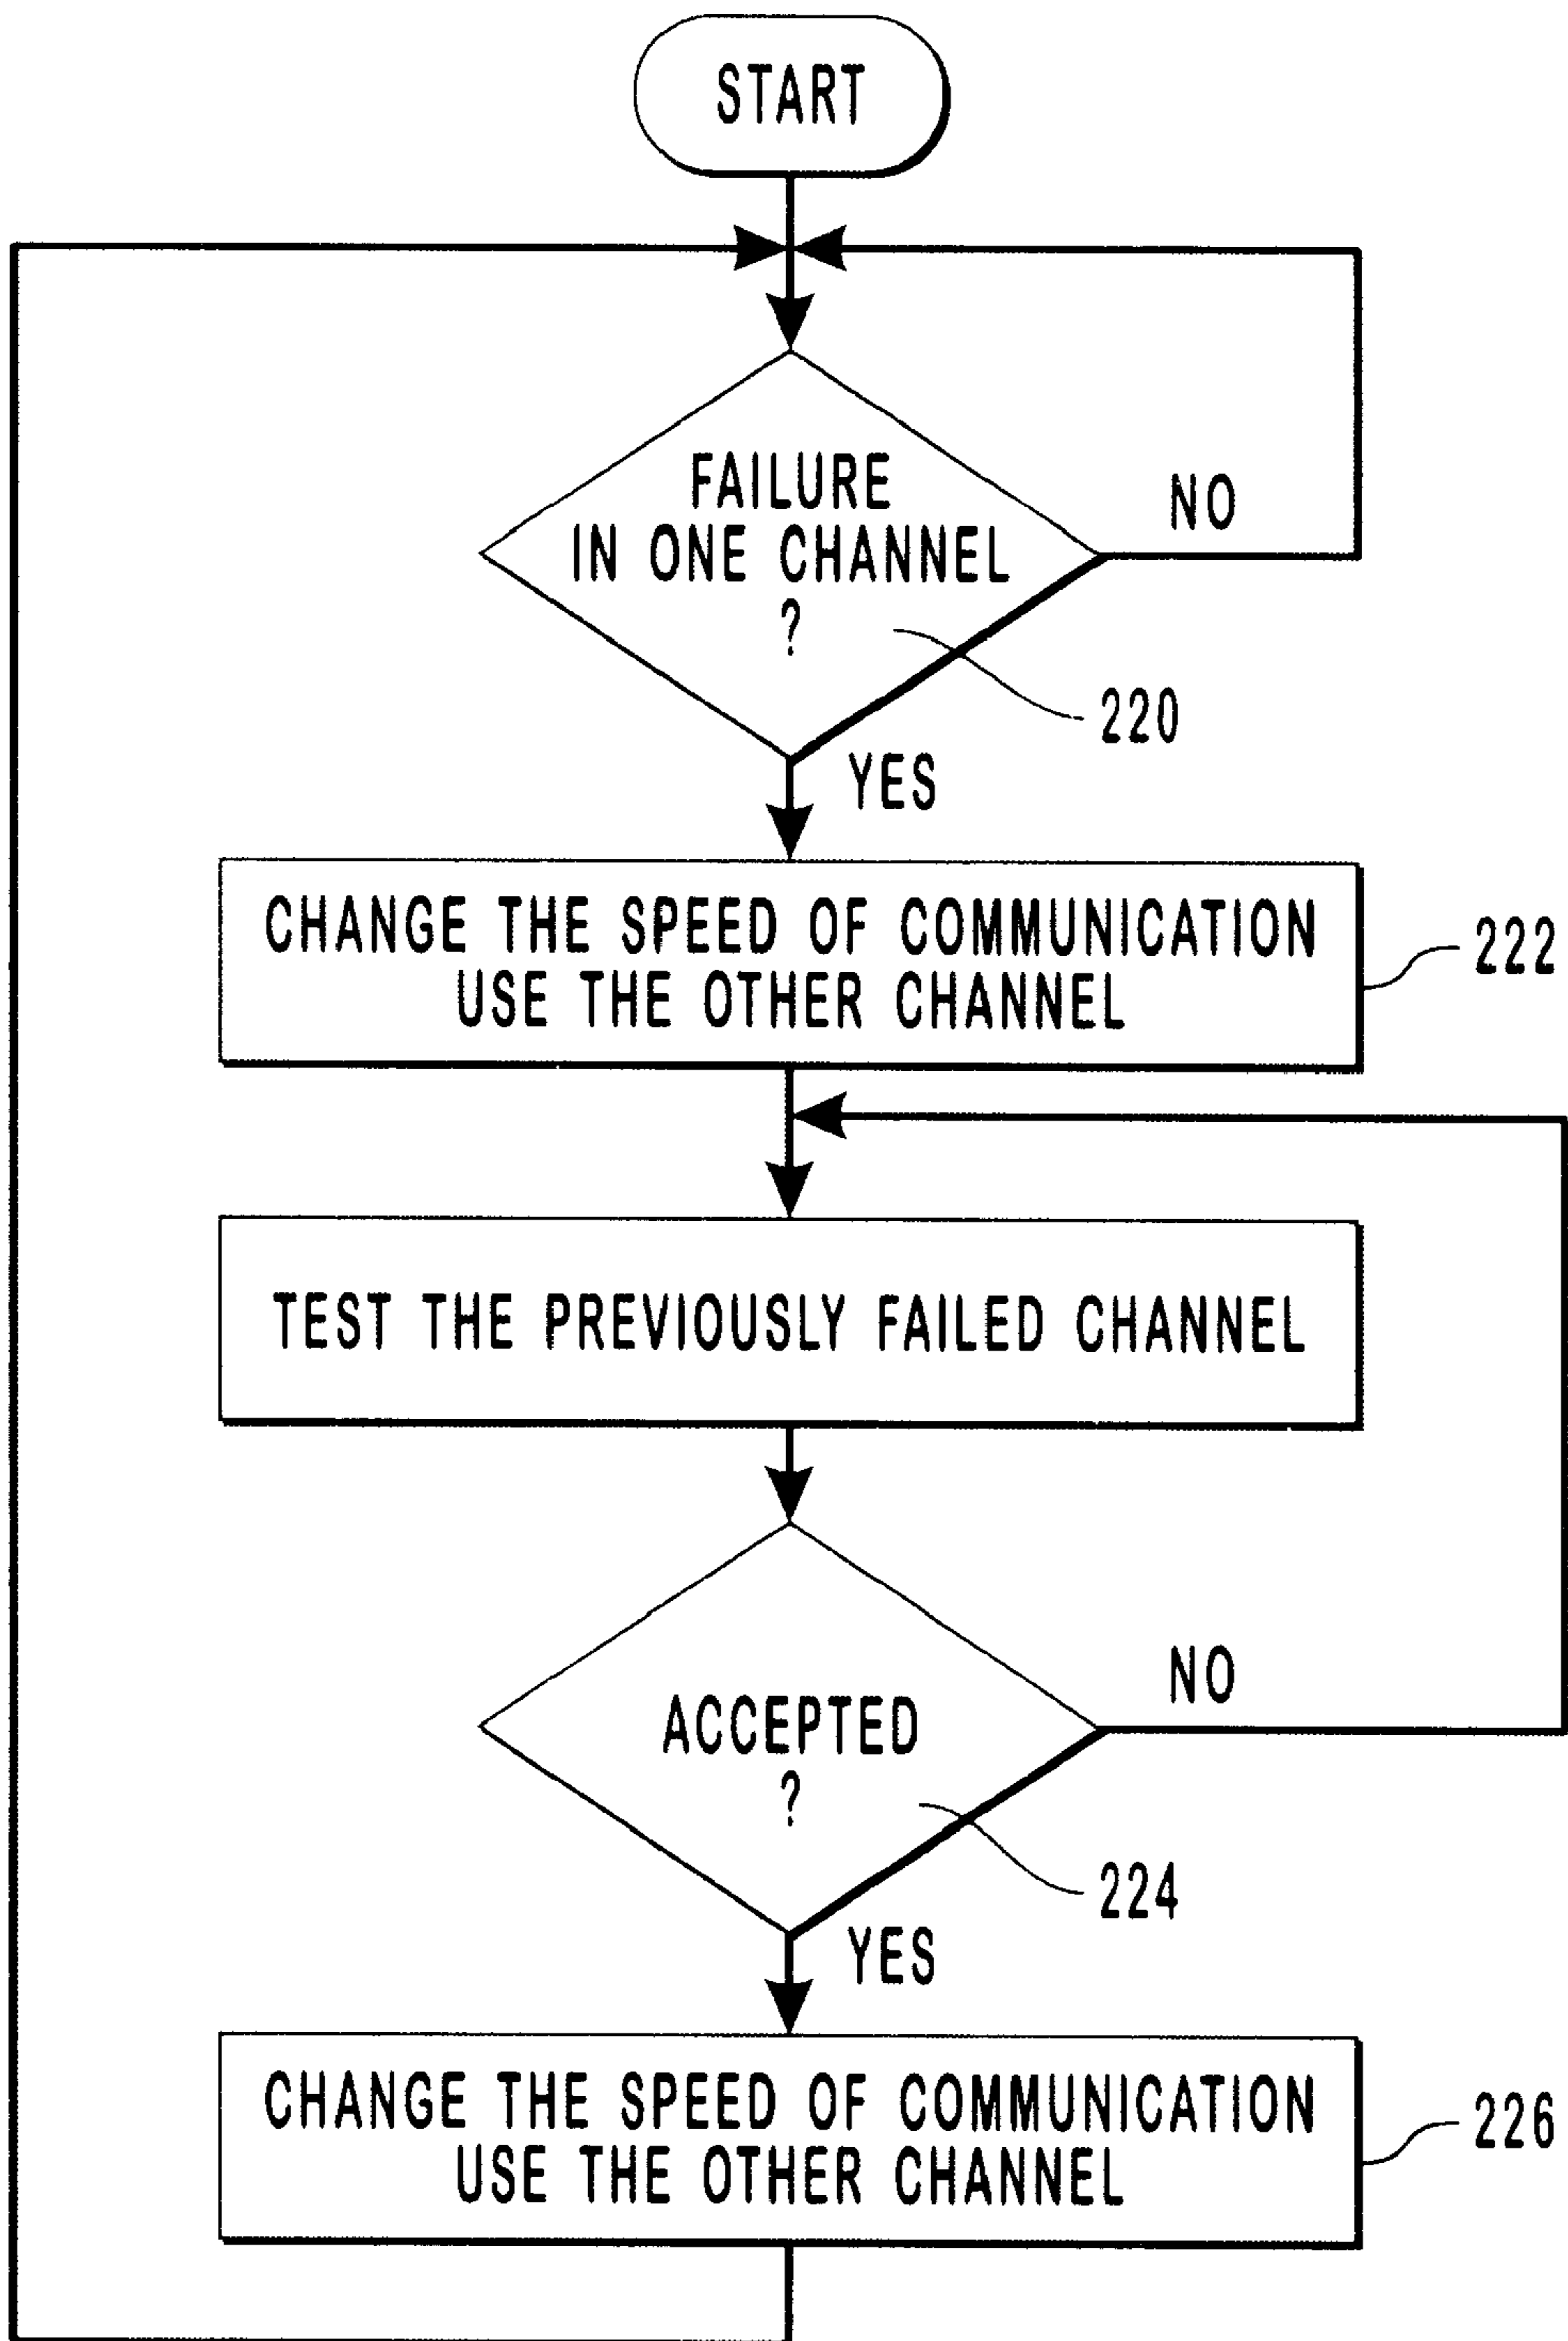 START
FAILURE
IN ONE CHANNEL
?
NO
220
YES
CHANGE THE SPEED OF COMMUNICATION
USE THE OTHER CHANNEL
222
TEST THE PREVIOUSLY FAILED CHANNEL
ACCEPTED
?
NO
224
YES
CHANGE THE SPEED OF COMMUNICATION
USE THE OTHER CHANNEL
226